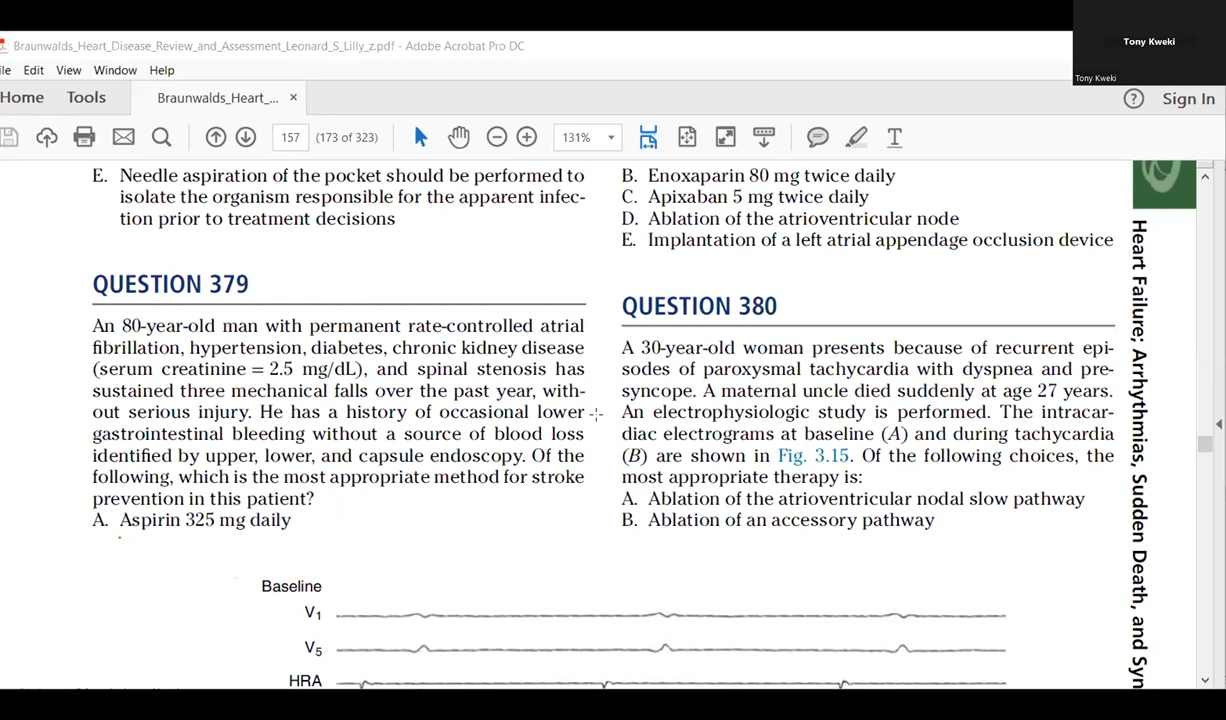 Braunwalds_Heart_Disease_Review_and_Assessment_Leonard_S_Lilly_z.pdf - Adobe Acrobat Pro DC
Tony Kweki
Tony Kweki
ile Edit View Window Help
Home Tools Braunwalds_Heart_... × ? Sign In
157 (173 of 323) 131%
E. Needle aspiration of the pocket should be performed to
isolate the organism responsible for the apparent infec-
tion prior to treatment decisions
QUESTION 379
An 80-year-old man with permanent rate-controlled atrial
fibrillation, hypertension, diabetes, chronic kidney disease
(serum creatinine = 2.5 mg/dL), and spinal stenosis has
sustained three mechanical falls over the past year, with-
out serious injury. He has a history of occasional lower
gastrointestinal bleeding without a source of blood loss
identified by upper, lower, and capsule endoscopy. Of the
following, which is the most appropriate method for stroke
prevention in this patient?
A. Aspirin 325 mg daily
B. Enoxaparin 80 mg twice daily
C. Apixaban 5 mg twice daily
D. Ablation of the atrioventricular node
E. Implantation of a left atrial appendage occlusion device
QUESTION 380
A 30-year-old woman presents because of recurrent epi-
sodes of paroxysmal tachycardia with dyspnea and pre-
syncope. A maternal uncle died suddenly at age 27 years.
An electrophysiologic study is performed. The intracar-
diac electrograms at baseline (A) and during tachycardia
(B) are shown in Fig. 3.15. Of the following choices, the
most appropriate therapy is:
A. Ablation of the atrioventricular nodal slow pathway
B. Ablation of an accessory pathway
Baseline
V1
V5
HRA
Heart Failure; Arrhythmias, Sudden Death, and Syn